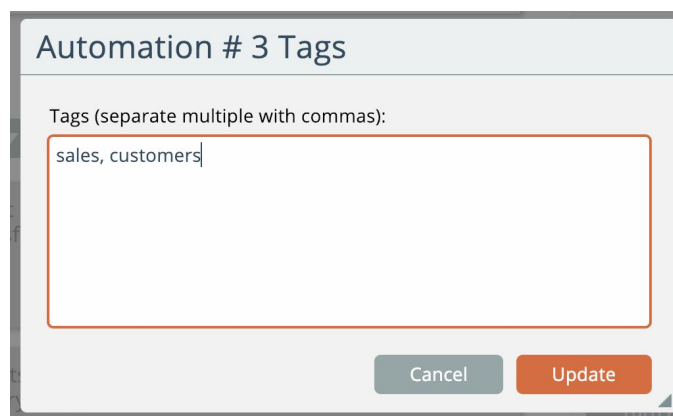 Automation # 3 Tags
Tags (separate multiple with commas):
sales, customers
Cancel
Update